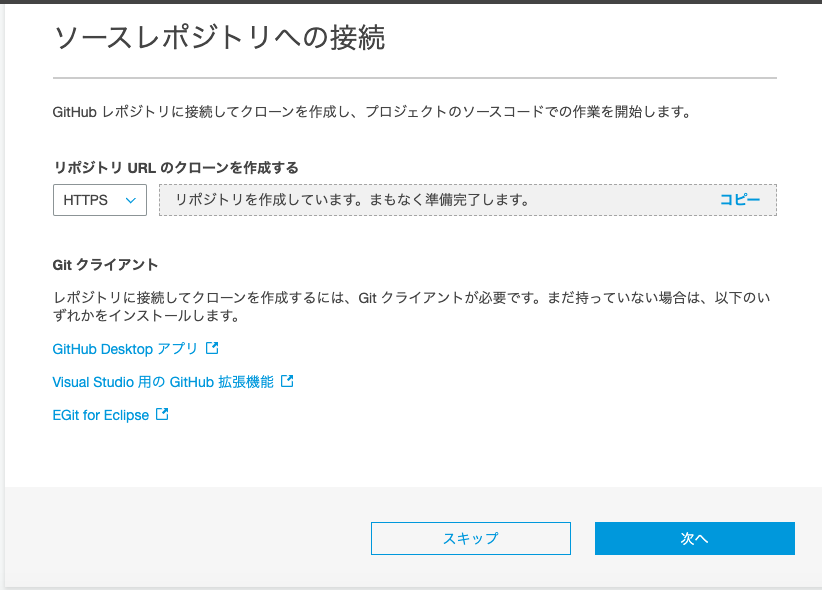 ソースレポジトリへの接続
GitHub レポジトリに接続してクローンを作成し、プロジェクトのソースコードでの作業を開始します。
リポジトリ URL のクローンを作成する
HTTPS
リポジトリを作成しています。まもなく準備完了します。
コピー
Git クライアント
レポジトリに接続してクローンを作成するには、Git クライアントが必要です。まだ持っていない場合は、以下のい
ずれかをインストールします。
GitHub Desktop アプリ
Visual Studio 用の GitHub 拡張機能
EGit for Eclipse
スキップ
次へ